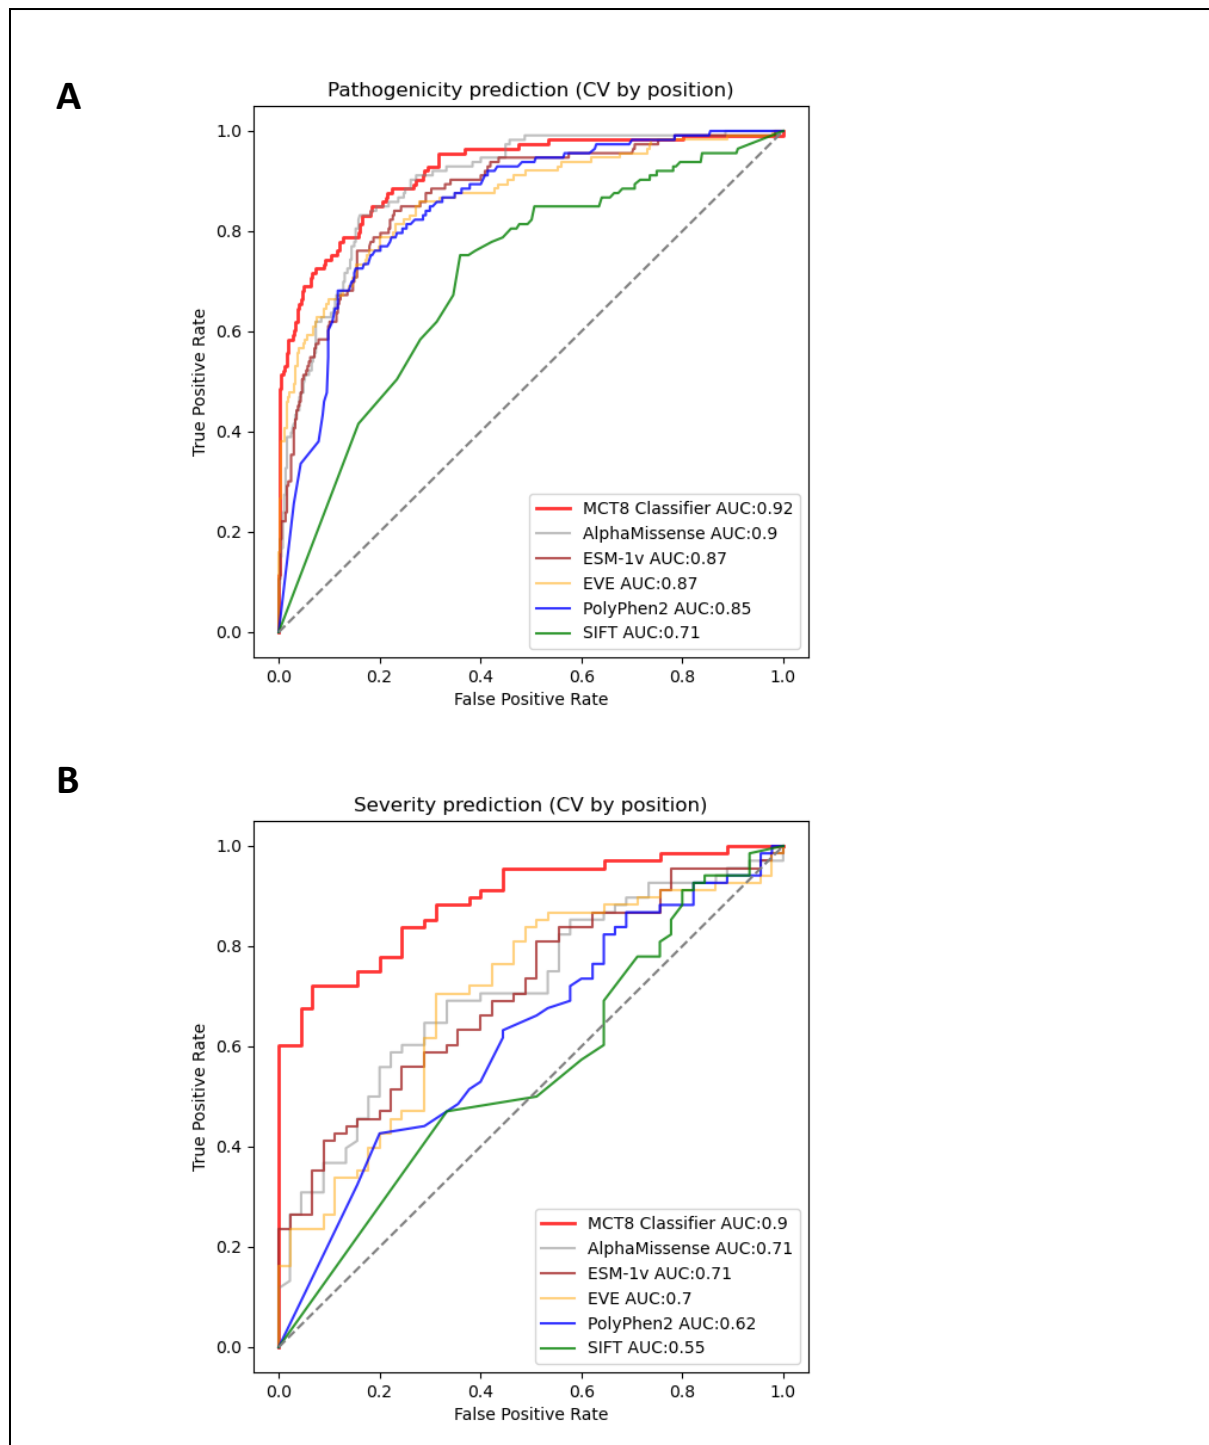 A
Pathogenicity prediction (CV by position)
True Positive Rate
1.0
0.8
0.6
0.4
0.2
0.0
MCT8 Classifier AUC:0.92
AlphaMissense AUC:0.9
ESM-1v AUC:0.87
EVE AUC:0.87
PolyPhen2 AUC:0.85
SIFT AUC:0.71
0.0 0.2 0.4 0.6 0.8 1.0
False Positive Rate
B
Severity prediction (CV by position)
True Positive Rate
1.0
0.8
0.6
0.4
0.2
0.0
MCT8 Classifier AUC:0.9
AlphaMissense AUC:0.71
ESM-1v AUC:0.71
EVE AUC:0.7
PolyPhen2 AUC:0.62
SIFT AUC:0.55
0.0 0.2 0.4 0.6 0.8 1.0
False Positive Rate